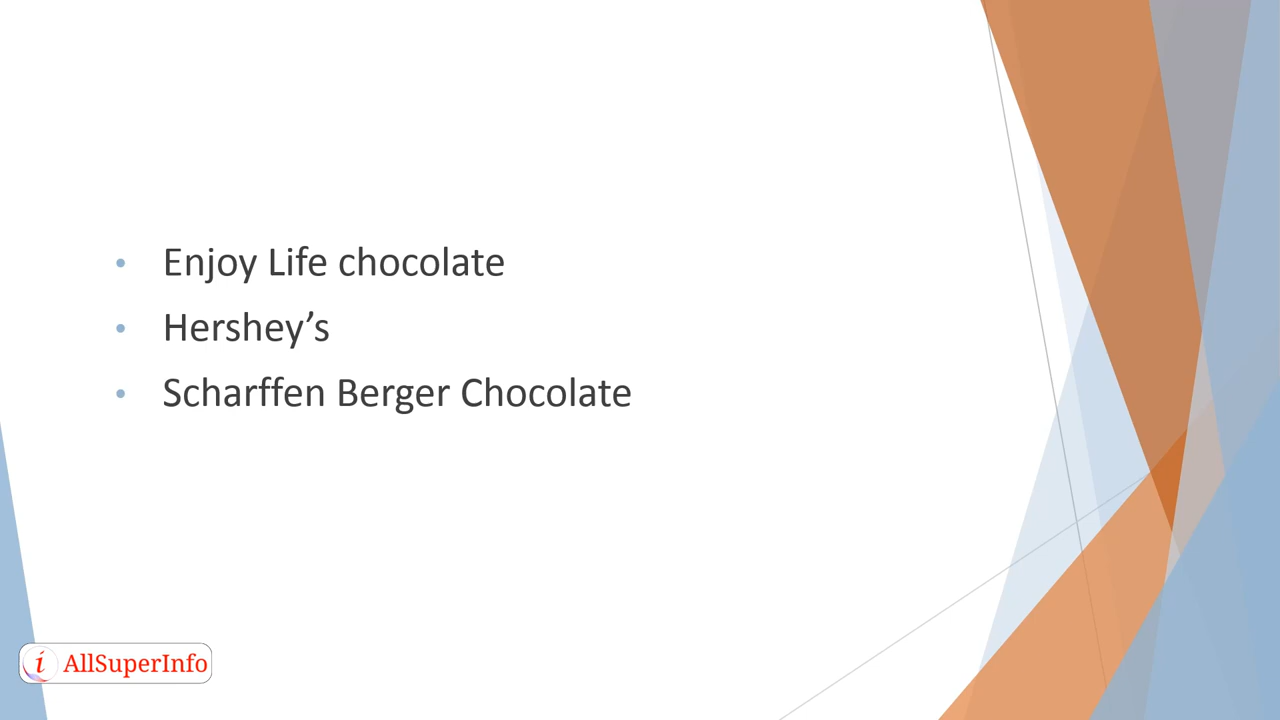 • Enjoy Life chocolate
• Hershey’s
• Scharffen Berger Chocolate
i AllSuperInfo